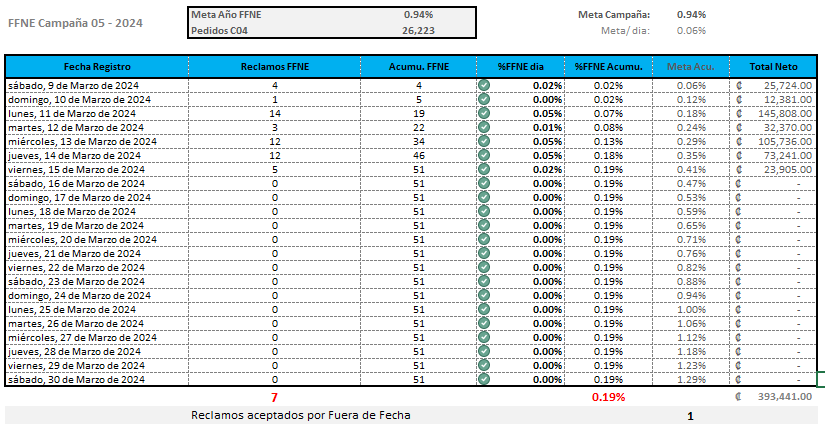 Meta Año FFNE 0.94% Meta Campaña: 0.94%
FFNE Campaña 05 - 2024
Pedidos C04 26,223 Meta/ dia: 0.06%
Fecha Registro Reclamos FFNE Acumu. FFNE %FFNE dia %FFNE Acumu. Meta Acu. Total Neto
sábado, 9 de Marzo de 2024 4 4 0.02% 0.02% 0.06% ₡ 25,724.00
domingo, 10 de Marzo de 2024 1 5 0.00% 0.02% 0.12% ₡ 12,381.00
lunes, 11 de Marzo de 2024 14 19 0.05% 0.07% 0.18% ₡ 145,808.00
martes, 12 de Marzo de 2024 3 22 0.01% 0.08% 0.24% ₡ 32,370.00
miércoles, 13 de Marzo de 2024 12 34 0.05% 0.13% 0.29% ₡ 105,736.00
jueves, 14 de Marzo de 2024 12 46 0.05% 0.18% 0.35% ₡ 73,241.00
viernes, 15 de Marzo de 2024 5 51 0.02% 0.19% 0.41% ₡ 23,905.00
sábado, 16 de Marzo de 2024 0 51 0.00% 0.19% 0.47% ₡ -
domingo, 17 de Marzo de 2024 0 51 0.00% 0.19% 0.53% ₡ -
lunes, 18 de Marzo de 2024 0 51 0.00% 0.19% 0.59% ₡ -
martes, 19 de Marzo de 2024 0 51 0.00% 0.19% 0.65% ₡ -
miércoles, 20 de Marzo de 2024 0 51 0.00% 0.19% 0.71% ₡ -
jueves, 21 de Marzo de 2024 0 51 0.00% 0.19% 0.76% ₡ -
viernes, 22 de Marzo de 2024 0 51 0.00% 0.19% 0.82% ₡ -
sábado, 23 de Marzo de 2024 0 51 0.00% 0.19% 0.88% ₡ -
domingo, 24 de Marzo de 2024 0 51 0.00% 0.19% 0.94% ₡ -
lunes, 25 de Marzo de 2024 0 51 0.00% 0.19% 1.00% ₡ -
martes, 26 de Marzo de 2024 0 51 0.00% 0.19% 1.06% ₡ -
miércoles, 27 de Marzo de 2024 0 51 0.00% 0.19% 1.12% ₡ -
jueves, 28 de Marzo de 2024 0 51 0.00% 0.19% 1.18% ₡ -
viernes, 29 de Marzo de 2024 0 51 0.00% 0.19% 1.23% ₡ -
sábado, 30 de Marzo de 2024 0 51 0.00% 0.19% 1.29% ₡ -
7 0.19% ₡ 393,441.00
Reclamos aceptados por Fuera de Fecha 1